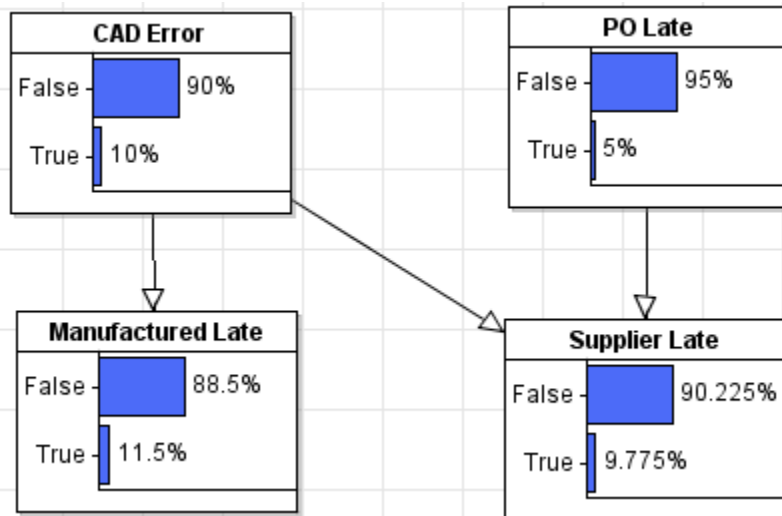 CAD Error
False 90%
True 10%
PO Late
False 95%
True 5%
Manufactured Late
False 88.5%
True 11.5%
Supplier Late
False 90.225%
True 9.775%